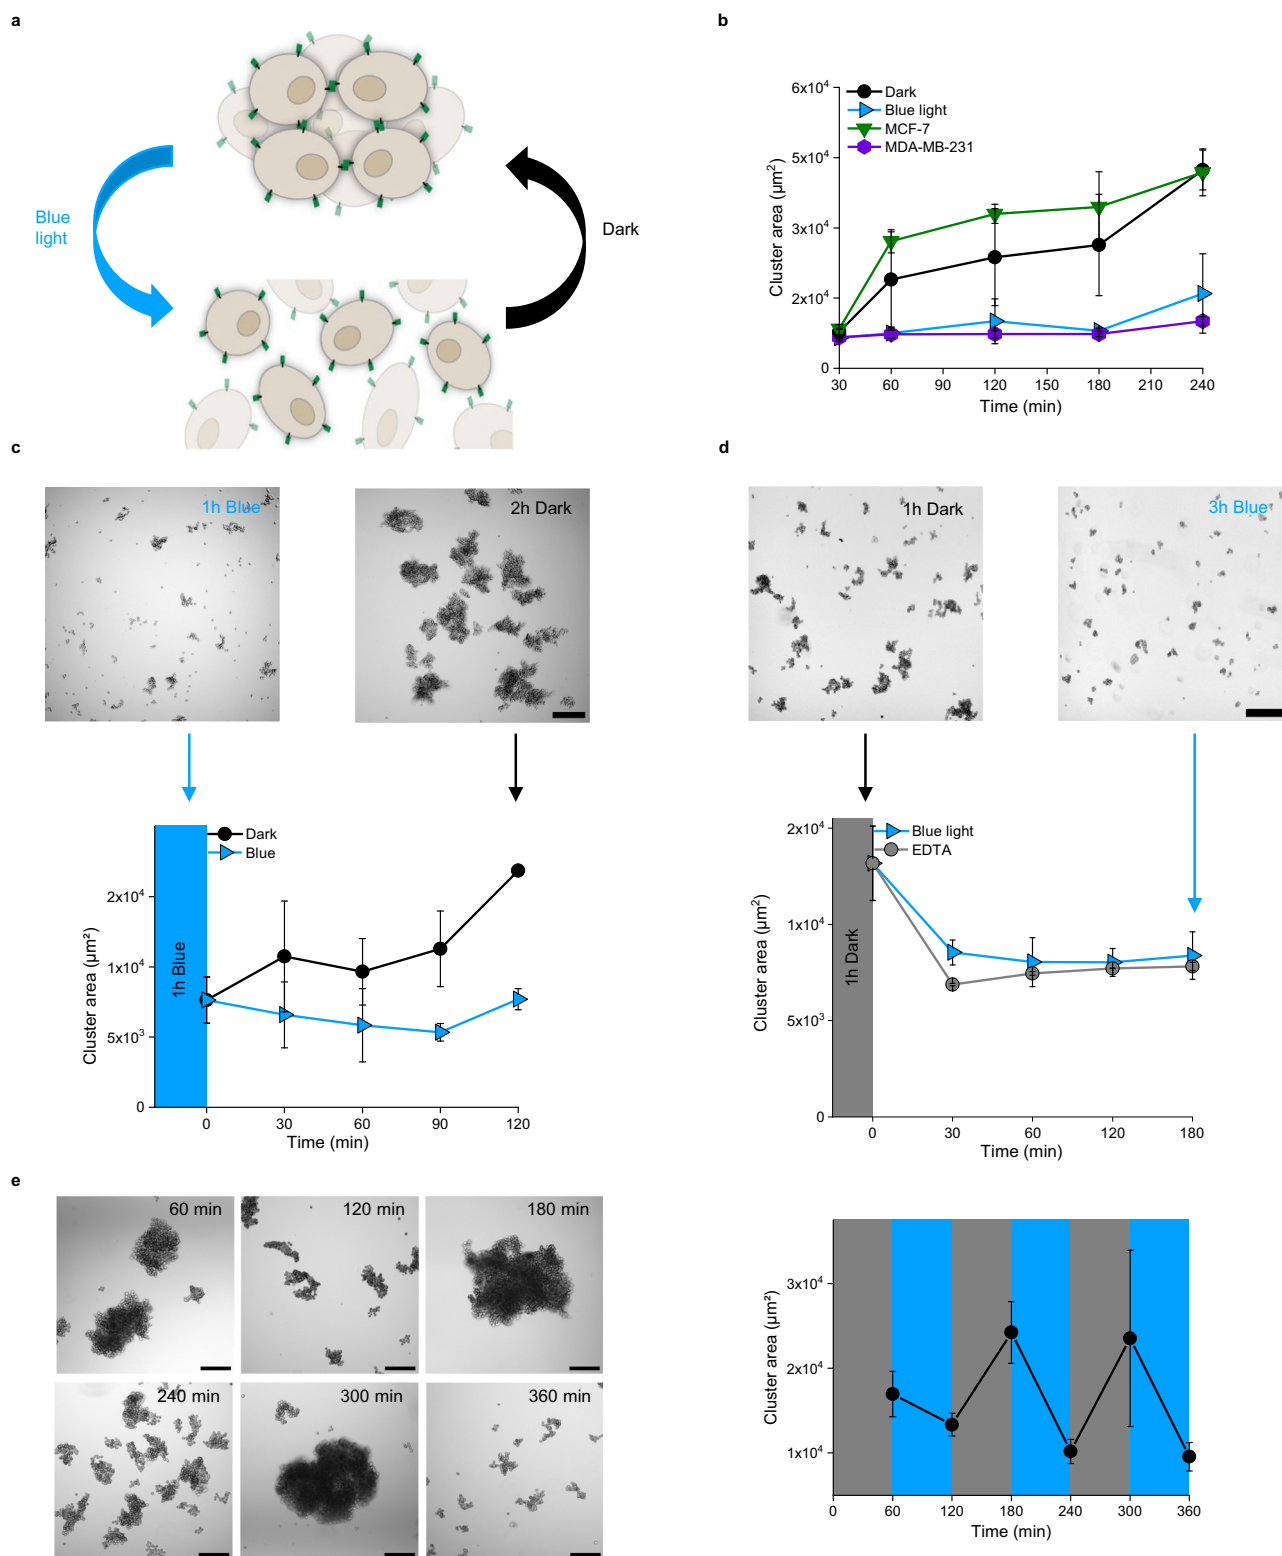 a
Blue
light
Dark
b
Dark
Blue light
MCF-7
MDA-MB-231
Cluster area (µm²)
6x10⁴
5x10⁴
3x10⁴
2x10⁴
0
30
60
90
120
150
180
210
240
Time (min)
c
1h Blue
2h Dark
Dark
Blue
1h Blue
Cluster area (µm²)
2x10⁴
1x10⁴
5x10³
0
0
30
60
90
120
Time (min)
d
1h Dark
3h Blue
Blue light
EDTA
1h Dark
Cluster area (µm²)
2x10⁴
1x10⁴
5x10³
0
0
30
60
120
180
Time (min)
e
60 min
120 min
180 min
240 min
300 min
360 min
Cluster area (µm²)
3x10⁴
2x10⁴
1x10⁴
0
60
120
180
240
300
360
Time (min)